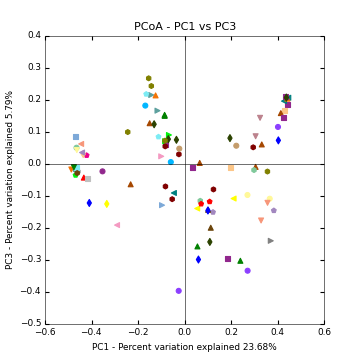 PCoA - PC1 vs PC3
0.4
0.3
0.2
0.1
0.0
−0.1
−0.2
−0.3
−0.4
−0.5
PC3 - Percent variation explained 5.79%
−0.6 −0.4 −0.2 0.0 0.2 0.4 0.6
PC1 - Percent variation explained 23.68%